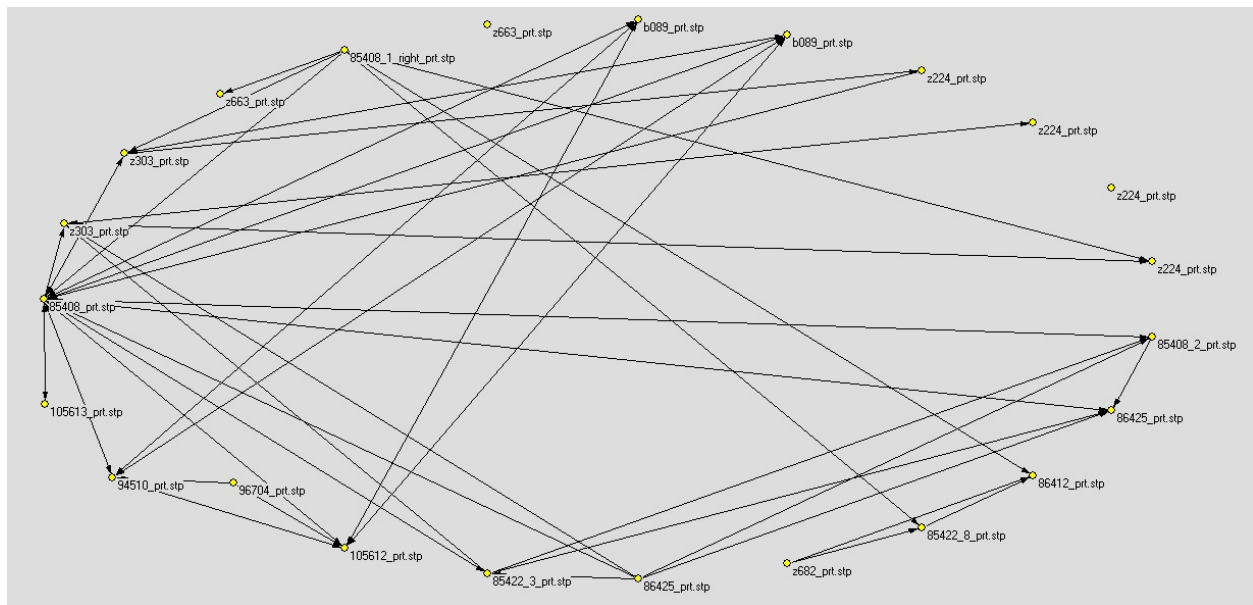 z663_prt.stp
b089_prt.stp
b089_prt.stp
85408_1_right_prt.stp
z224_prt.stp
z663_prt.stp
z224_prt.stp
z303_prt.stp
z224_prt.stp
z303_prt.stp
z224_prt.stp
85408_prt.stp
85408_2_prt.stp
105613_prt.stp
86425_prt.stp
94510_prt.stp
96704_prt.stp
86412_prt.stp
85422_8_prt.stp
105612_prt.stp
z682_prt.stp
85422_3_prt.stp
86425_prt.stp